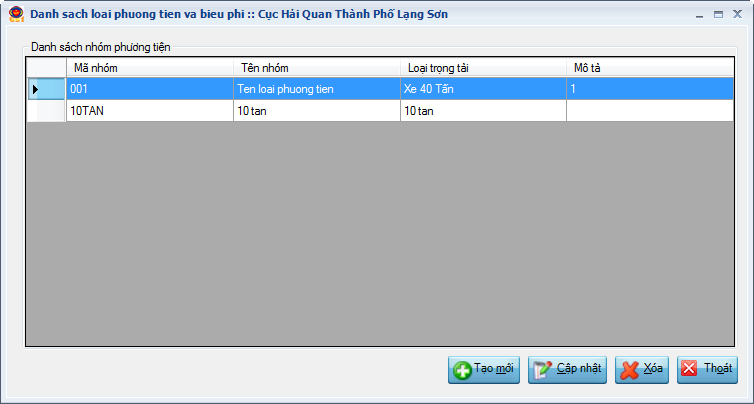 Danh sach loai phuong tien va bieu phi :: Cục Hải Quan Thành Phố Lạng Sơn
Danh sách nhóm phương tiện
Mã nhóm Tên nhóm Loại trọng tải Mô tả
001 Ten loai phuong tien Xe 40 Tấn 1
10TAN 10 tan 10 tan
Tạo mới Cập nhật Xóa Thoát